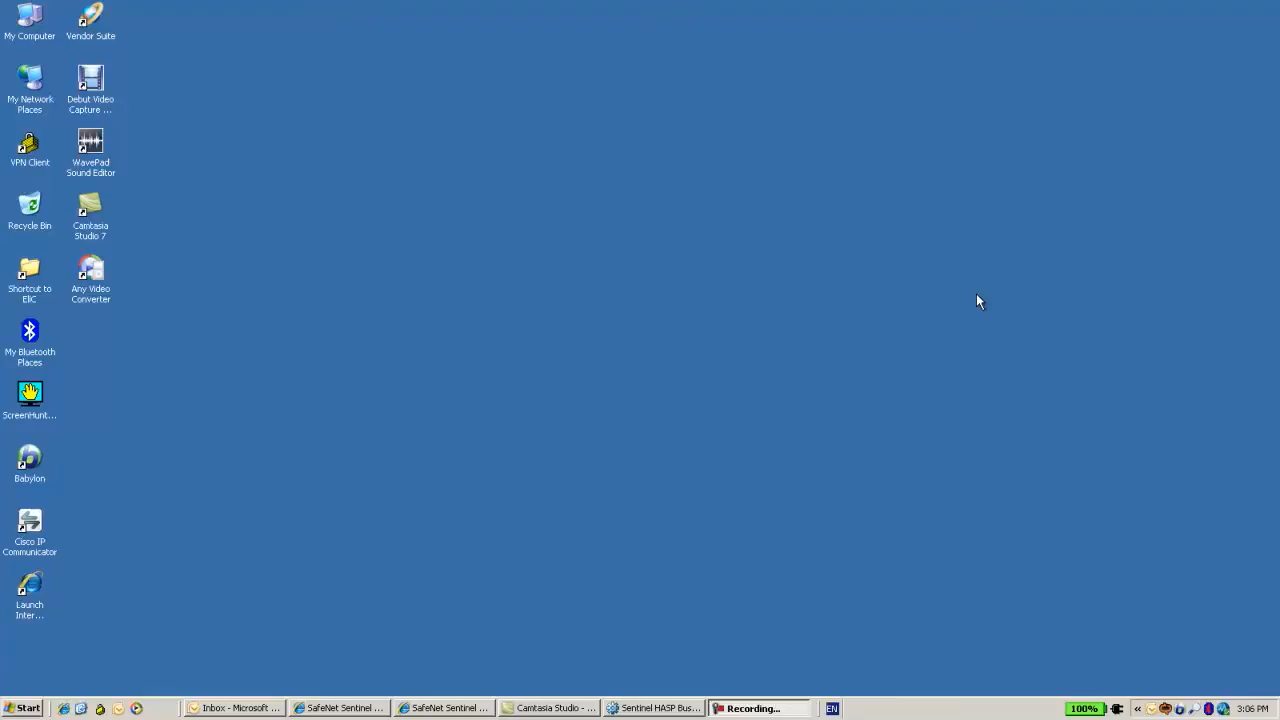 My Computer
Vendor Suite
My Network
Places
Debut Video
Capture ...
VPN Client
WavePad
Sound Editor
Recycle Bin
Camtasia
Studio 7
Shortcut to
EllC
Any Video
Converter
My Bluetooth
Places
ScreenHunt...
Babylon
Cisco IP
Communicator
Launch
Inter...
Start
Inbox - Microsoft ...
SafeNet Sentinel ...
SafeNet Sentinel ...
Camtasia Studio - ...
Sentinel HASP Bus...
Recording...
EN
100%
«
3:06 PM